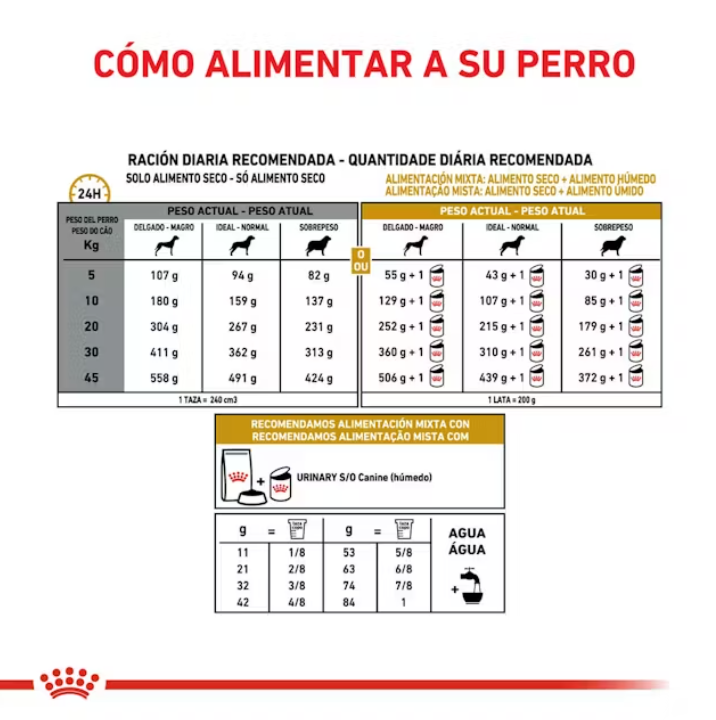 CÓMO ALIMENTAR A SU PERRO
RACIÓN DIARIA RECOMENDADA - QUANTIDADE DIÁRIA RECOMENDADA
24H
SOLO ALIMENTO SECO - SÓ ALIMENTO SECO
ALIMENTACIÓN MIXTA: ALIMENTO SECO + ALIMENTO HÚMEDO
ALIMENTAÇÃO MISTA: ALIMENTO SECO + ALIMENTO ÚMIDO
PESO DEL PERRO
PESO DO CÃO
Kg
PESO ACTUAL - PESO ATUAL
PESO ACTUAL - PESO ATUAL
DELGADO - MAGRO IDEAL - NORMAL SOBREPESO
O
OU
DELGADO - MAGRO IDEAL - NORMAL SOBREPESO
5 107 g 94 g 82 g 55 g + 1 43 g + 1 30 g + 1
10 180 g 159 g 137 g 129 g + 1 107 g + 1 85 g + 1
20 304 g 267 g 231 g 252 g + 1 215 g + 1 179 g + 1
30 411 g 362 g 313 g 360 g + 1 310 g + 1 261 g + 1
45 558 g 491 g 424 g 506 g + 1 439 g + 1 372 g + 1
1 TAZA = 240 cm3 1 LATA = 200 g
RECOMENDAMOS ALIMENTACIÓN MIXTA CON
RECOMENDAMOS ALIMENTAÇÃO MISTA COM
+ URINARY S/O Canine (húmedo)
g = g =
11 1/8 53 5/8
21 2/8 63 6/8
32 3/8 74 7/8
42 4/8 84 1
AGUA
ÁGUA
+